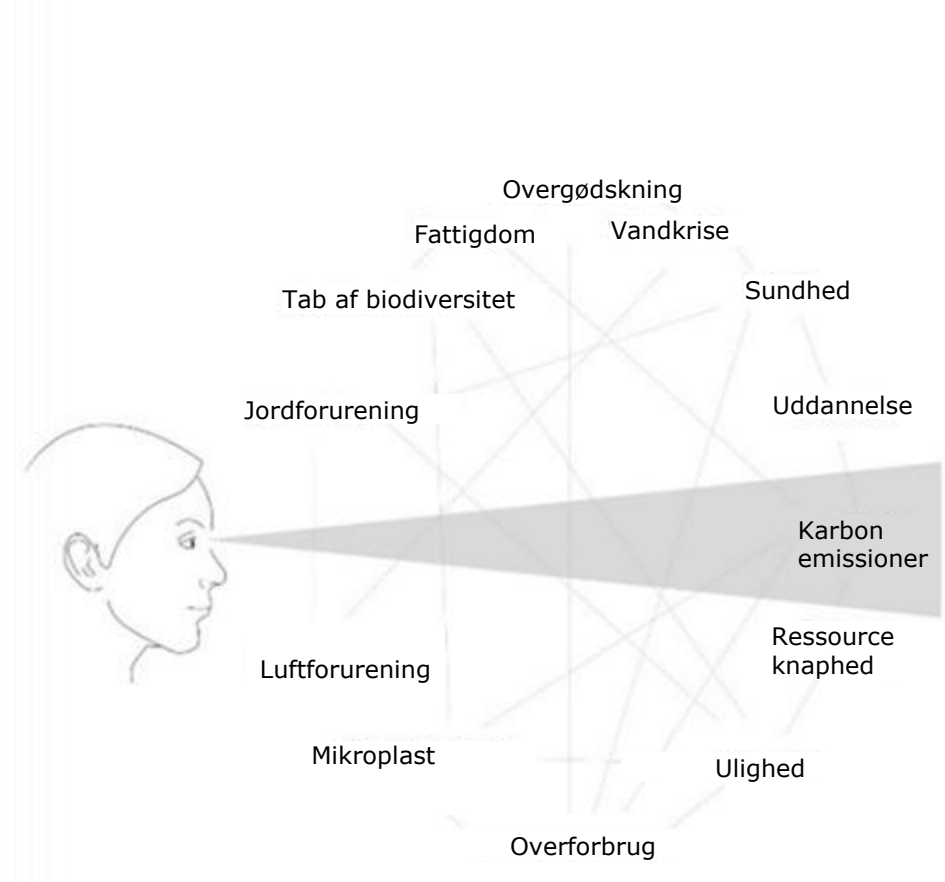 Overgødskning
Fattigdom
Vandkrise
Tab af biodiversitet
Sundhed
Jordforurening
Uddannelse
Karbon
emissioner
Ressource
knaphed
Luftforurening
Mikroplast
Ulighed
Overforbrug